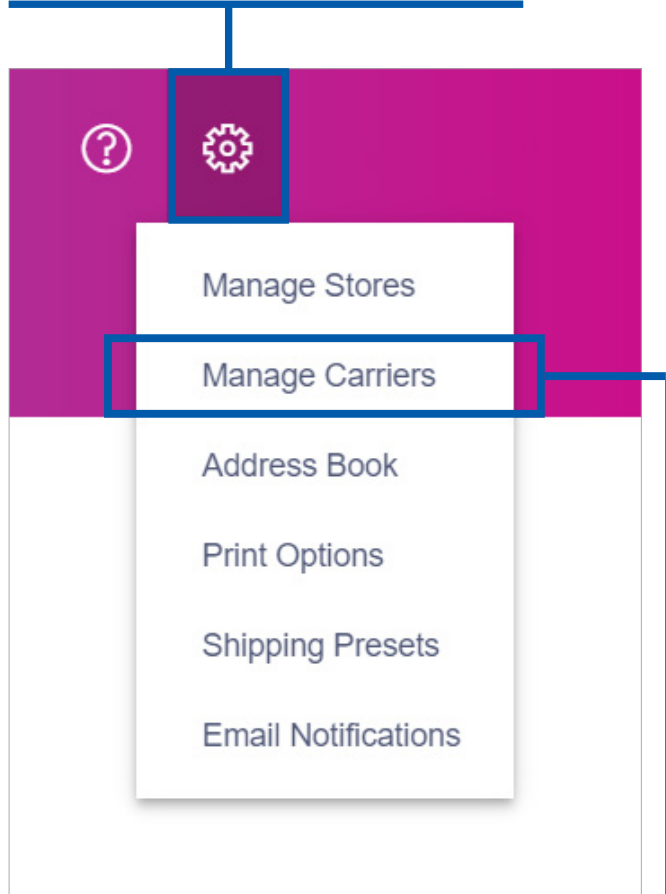 Manage Stores
Manage Carriers
Address Book
Print Options
Shipping Presets
Email Notifications